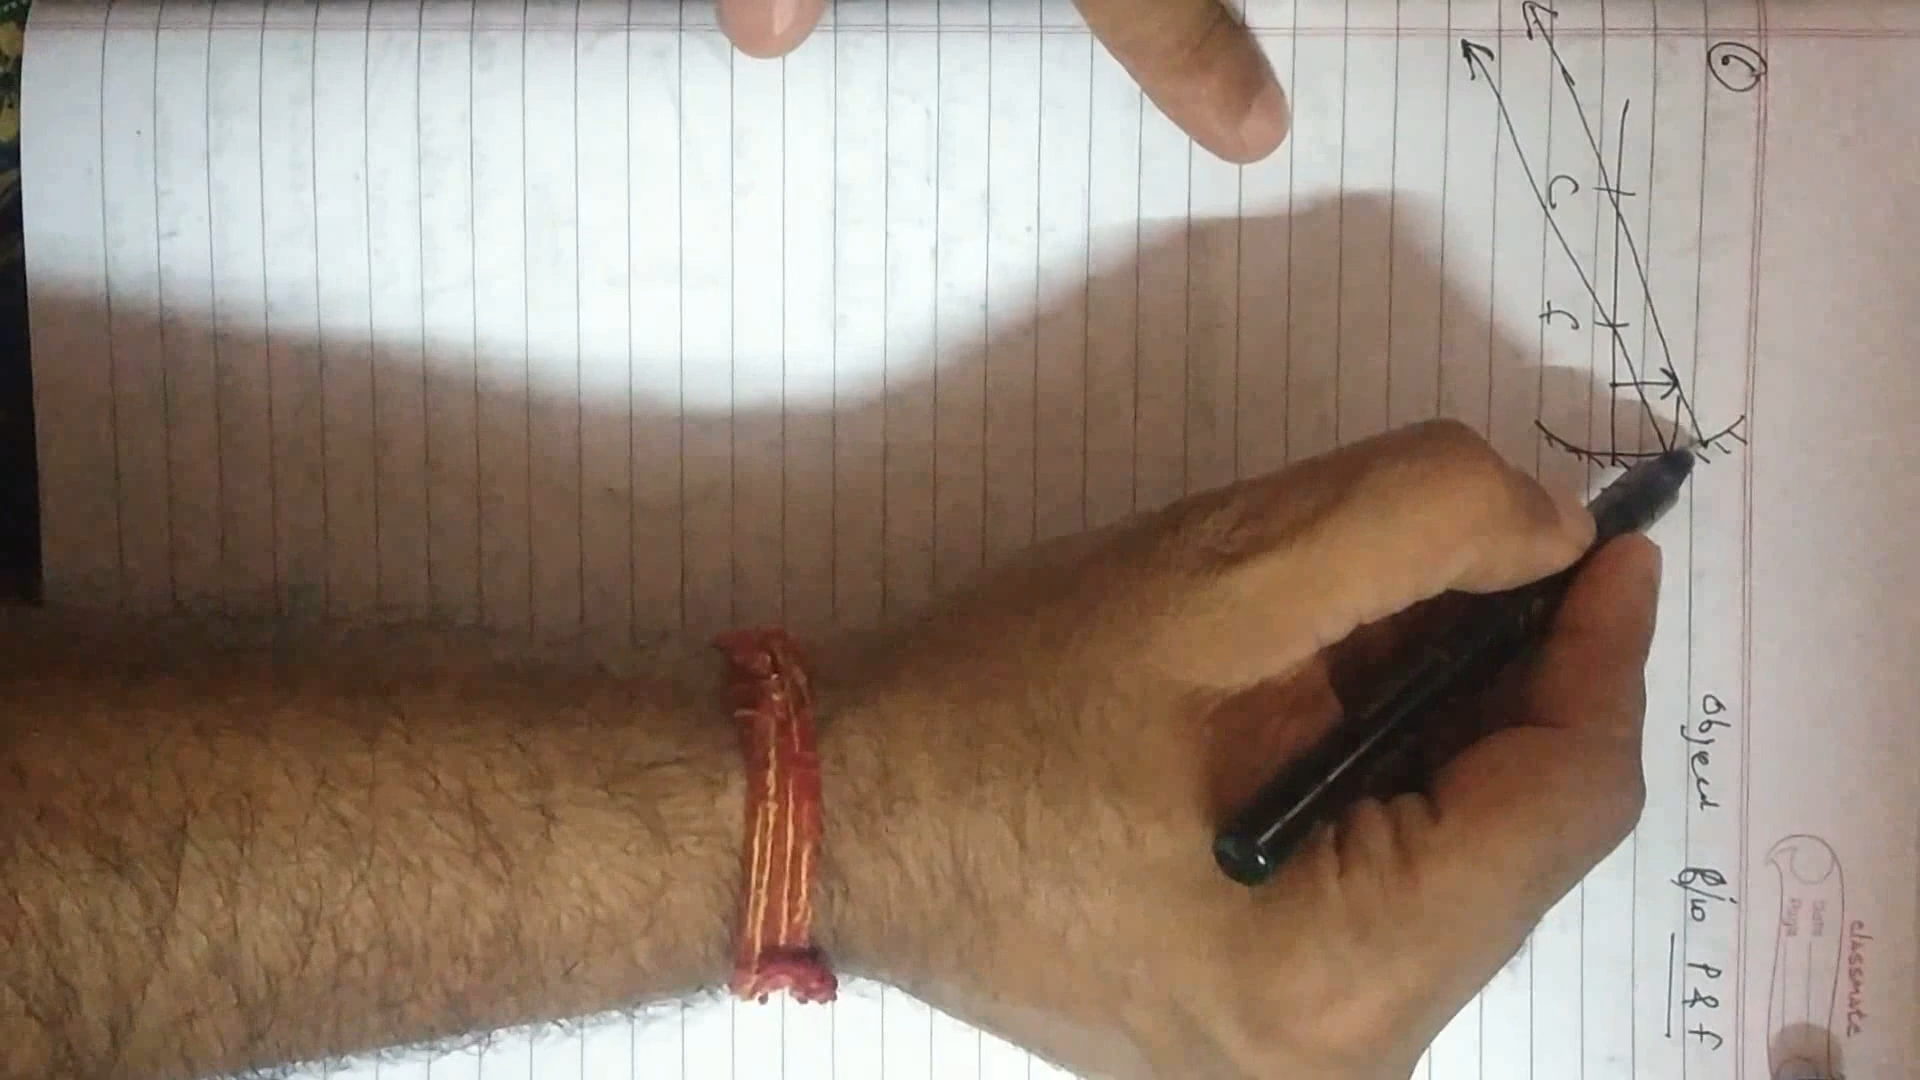 classmate
Date
Page
6
Object b/w P & f
C
f